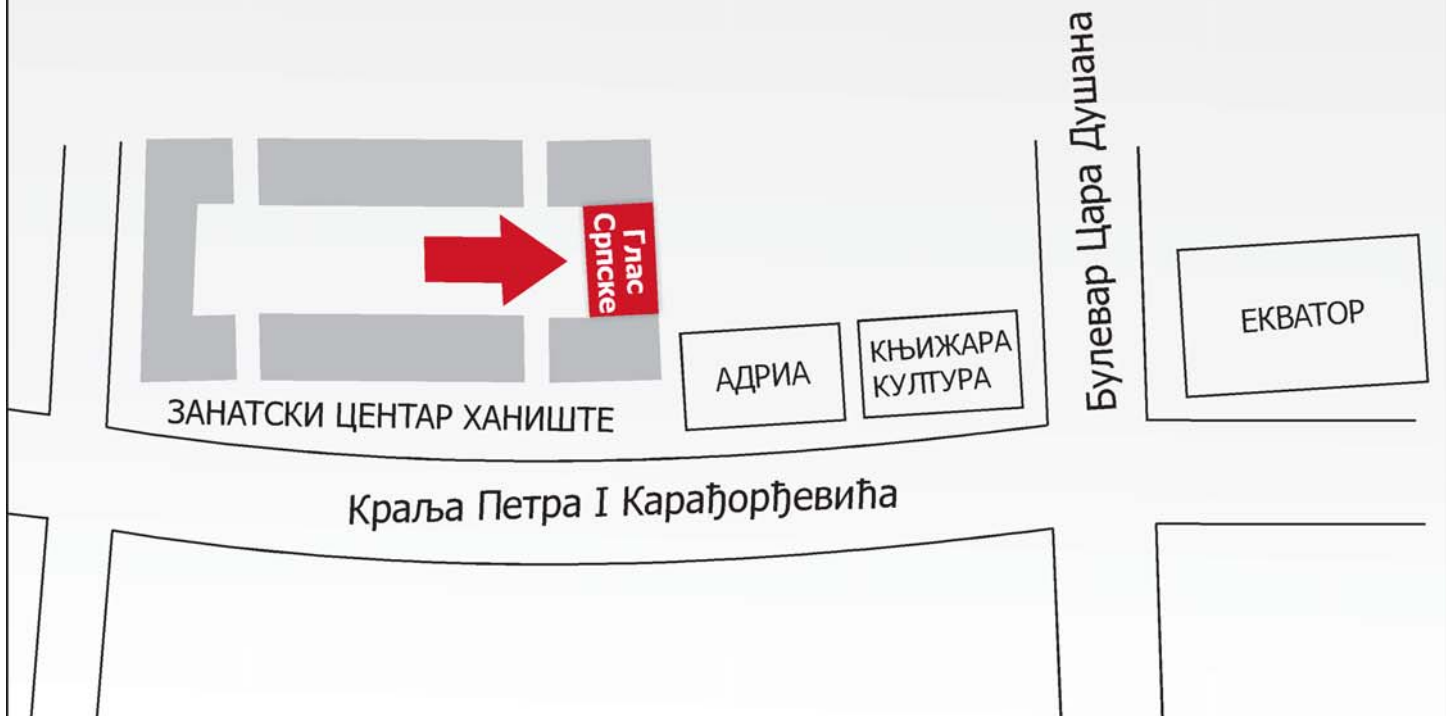 Глас
Српске
Булевар Цара Душана
ЕКВАТОР
АДРИА
КЊИЖАРА
КУЛТУРА
ЗАНАТСКИ ЦЕНТАР ХАНИШТЕ
Краља Петра I Карађорђевића